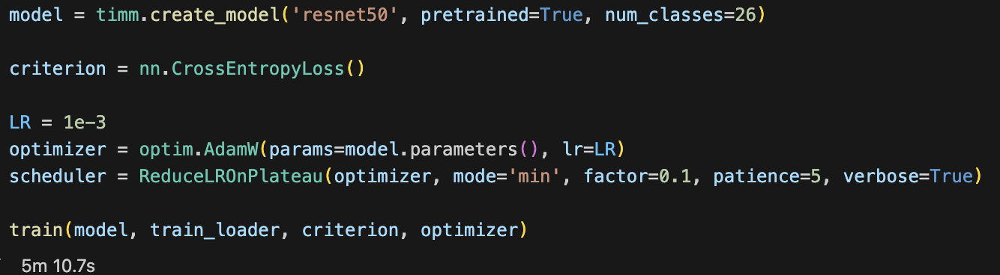 model = timm.create_model('resnet50', pretrained=True, num_classes=26)
criterion = nn.CrossEntropyLoss()
LR = 1e-3
optimizer = optim.AdamW(params=model.parameters(), lr=LR)
scheduler = ReduceLROnPlateau(optimizer, mode='min', factor=0.1, patience=5, verbose=True)
train(model, train_loader, criterion, optimizer)
5m 10.7s